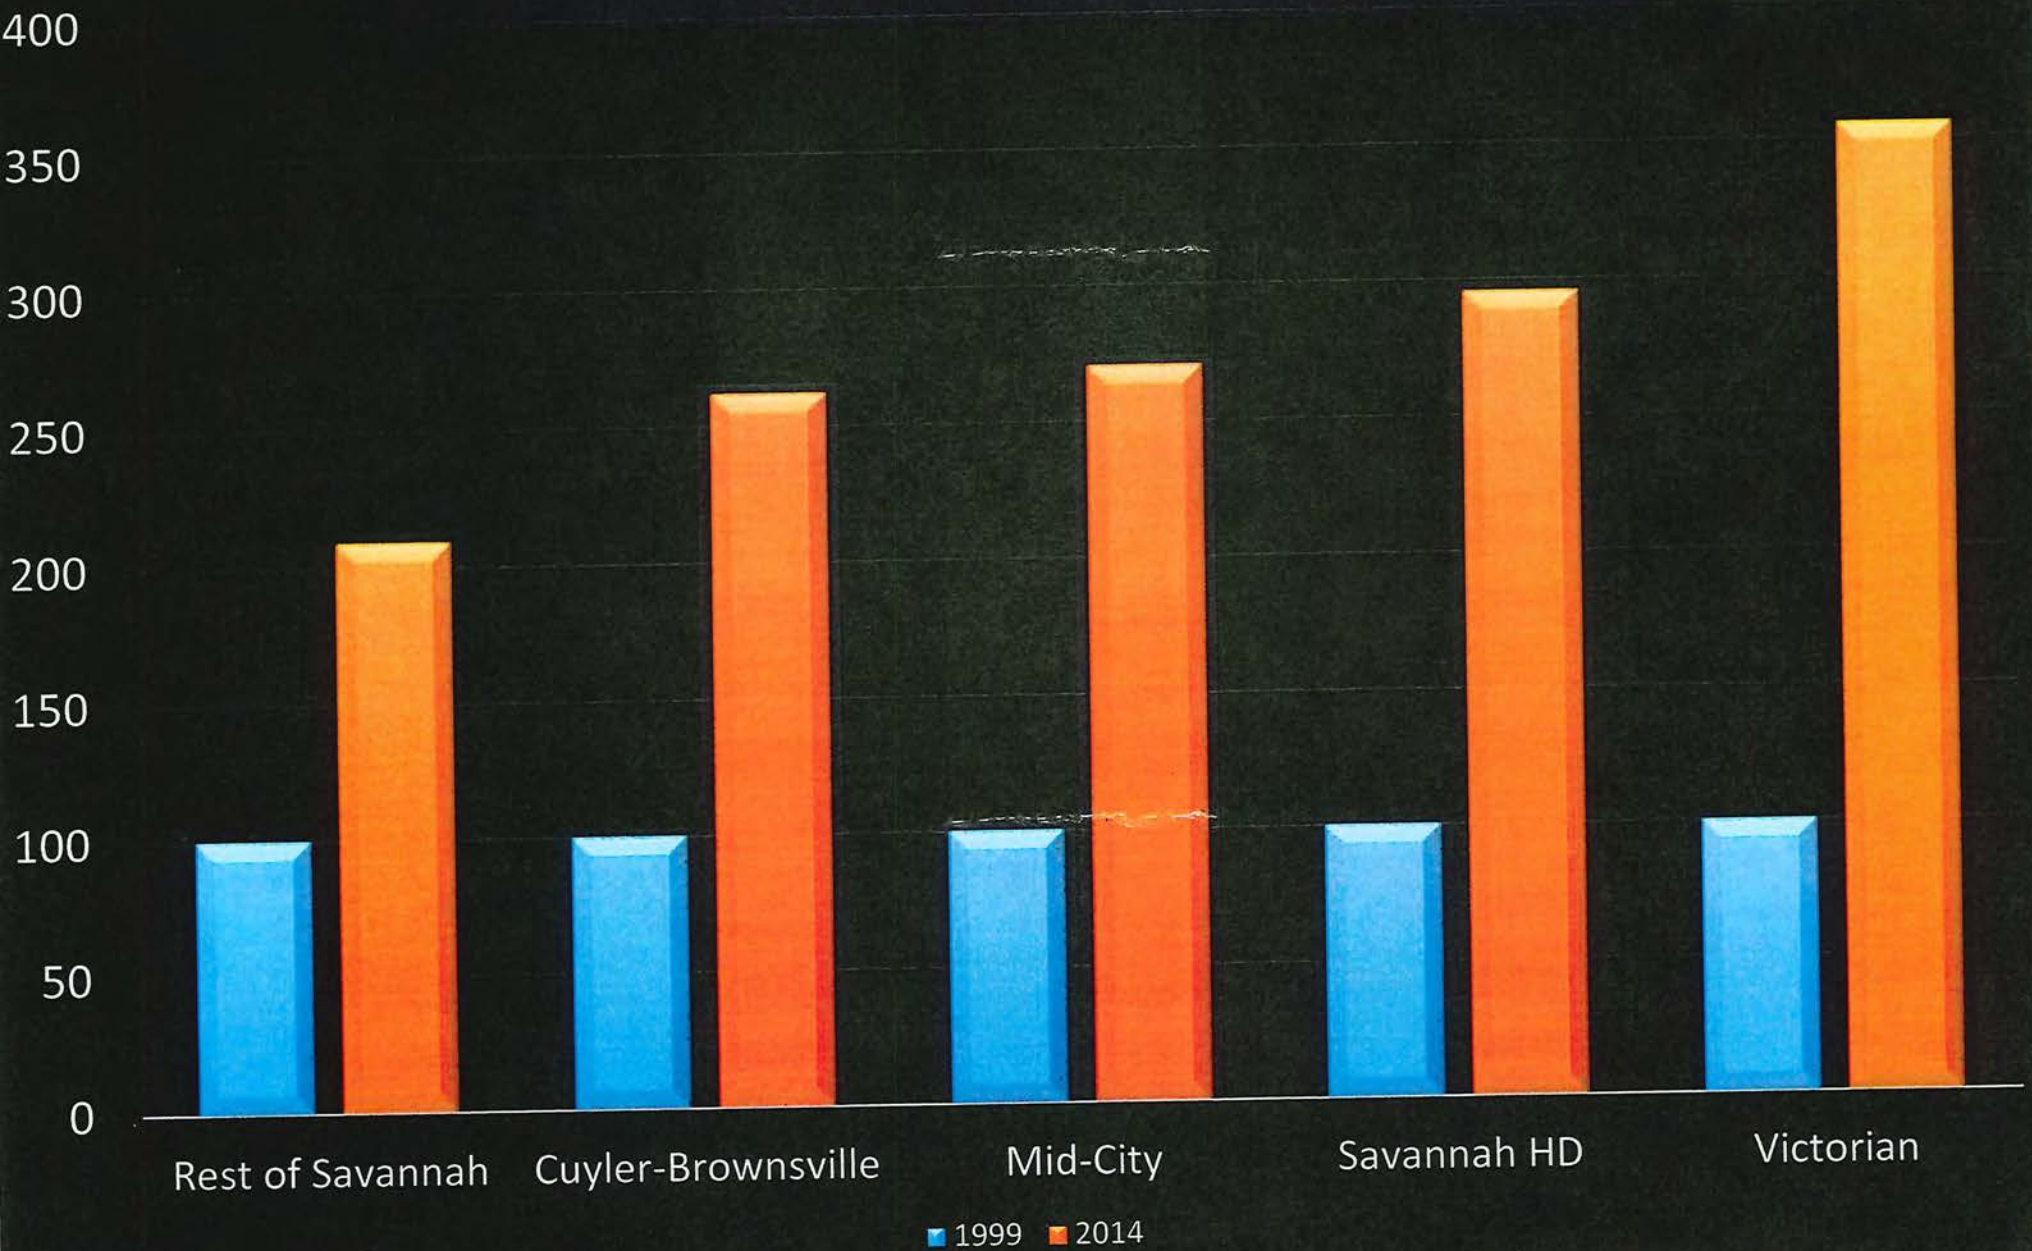 400
350
300
250
200
150
100
50
0
Rest of Savannah
Cuyler-Brownsville
Mid-City
Savannah HD
Victorian
1999
2014